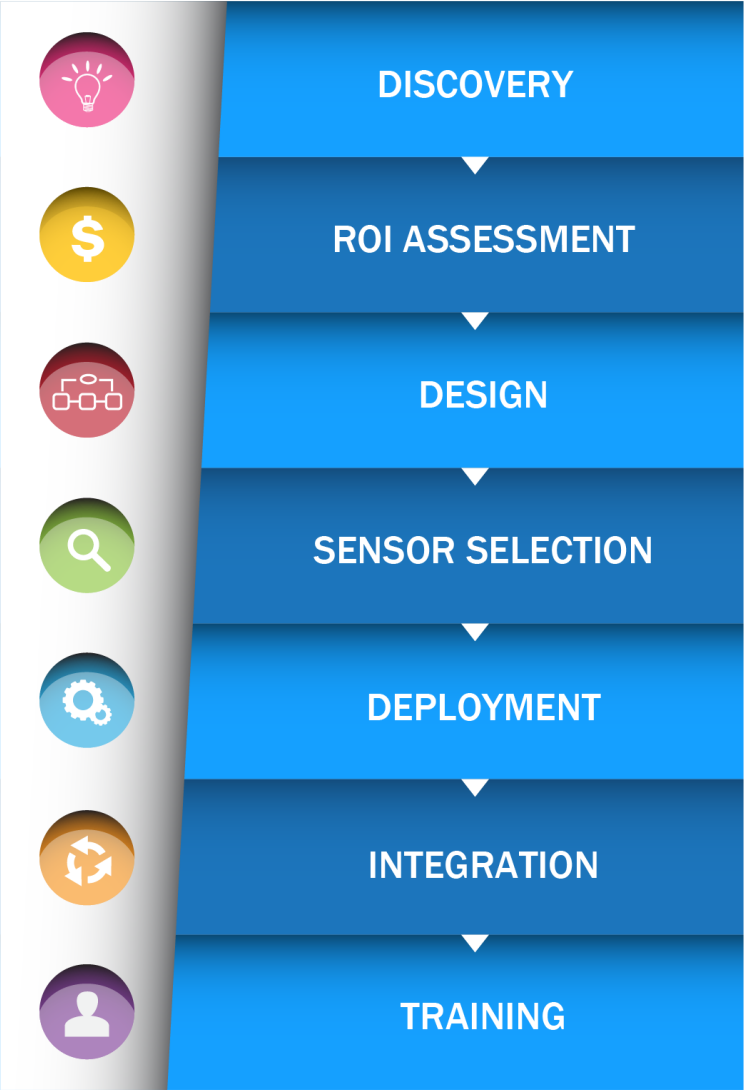 DISCOVERY
$
ROI ASSESSMENT
DESIGN
SENSOR SELECTION
DEPLOYMENT
INTEGRATION
TRAINING